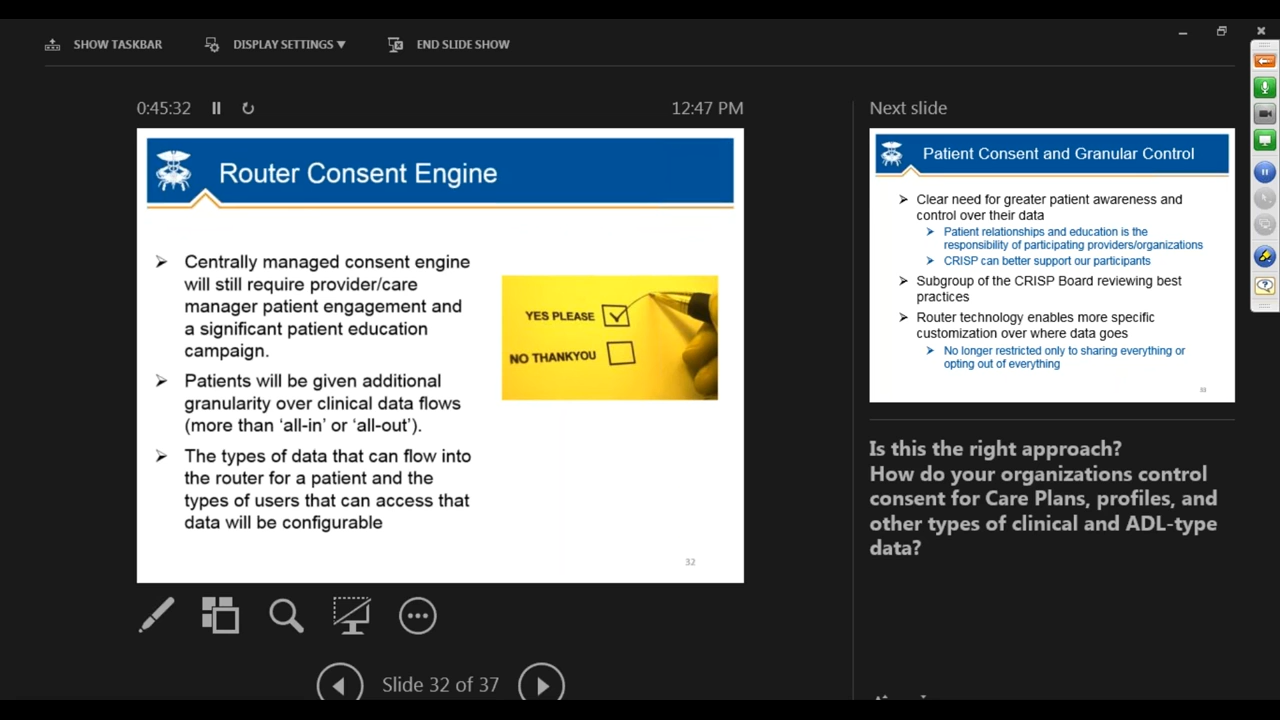 SHOW TASKBAR
DISPLAY SETTINGS ▼
END SLIDE SHOW
0:45:32
12:47 PM
Router Consent Engine
➢ Centrally managed consent engine
will still require provider/care
manager patient engagement and
a significant patient education
campaign.
➢ Patients will be given additional
granularity over clinical data flows
(more than ‘all-in’ or ‘all-out’).
➢ The types of data that can flow into
the router for a patient and the
types of users that can access that
data will be configurable
YES PLEASE
NO THANKYOU
32
Slide 32 of 37
Next slide
Patient Consent and Granular Control
➢ Clear need for greater patient awareness and
control over their data
➢ Patient relationships and education is the
responsibility of participating providers/organizations
➢ CRISP can better support our participants
➢ Subgroup of the CRISP Board reviewing best
practices
➢ Router technology enables more specific
customization over where data goes
➢ No longer restricted only to sharing everything or
opting out of everything
33
Is this the right approach?
How do your organizations control
consent for Care Plans, profiles, and
other types of clinical and ADL-type
data?